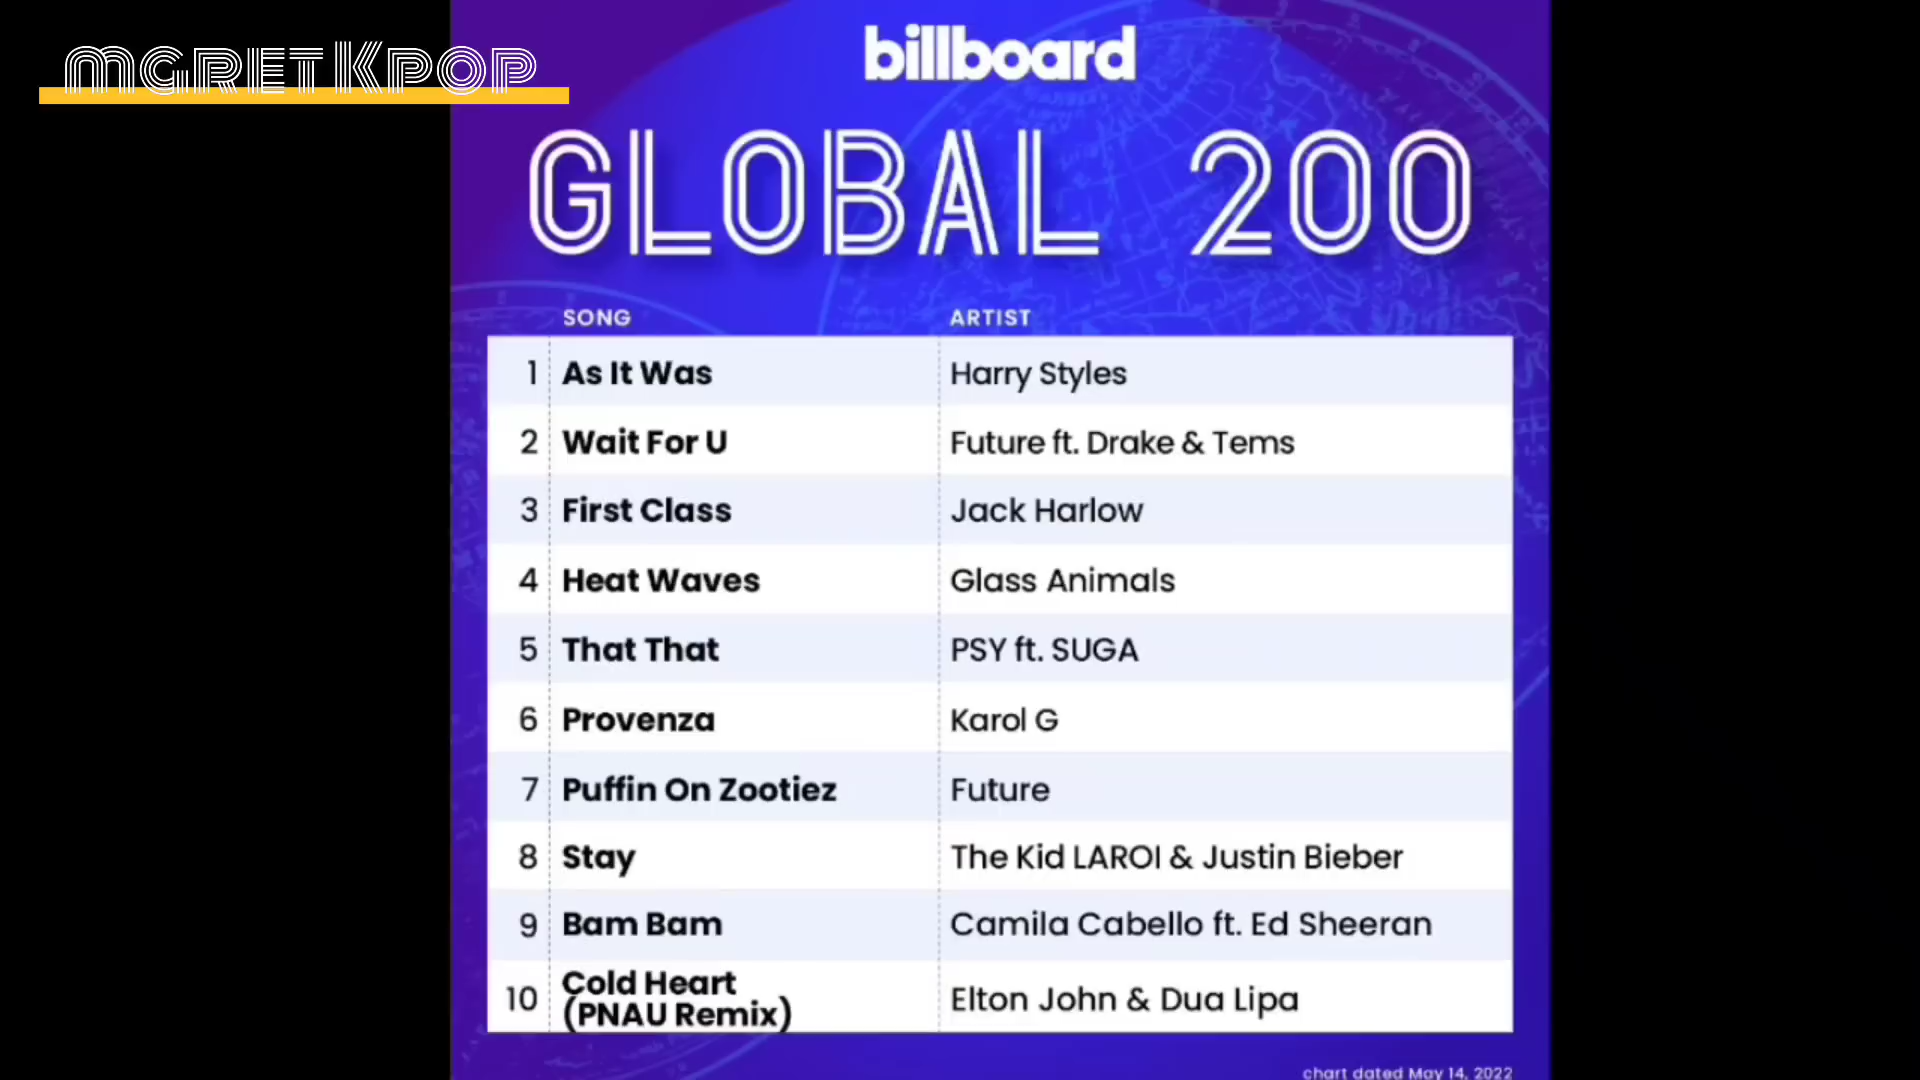 MGRET KPOP
billboard
GLOBAL 200
SONG ARTIST
1 As It Was Harry Styles
2 Wait For U Future ft. Drake & Tems
3 First Class Jack Harlow
4 Heat Waves Glass Animals
5 That That PSY ft. SUGA
6 Provenza Karol G
7 Puffin On Zootiez Future
8 Stay The Kid LAROI & Justin Bieber
9 Bam Bam Camila Cabello ft. Ed Sheeran
10 Cold Heart
(PNAU Remix) Elton John & Dua Lipa
chart dated May 14, 2022